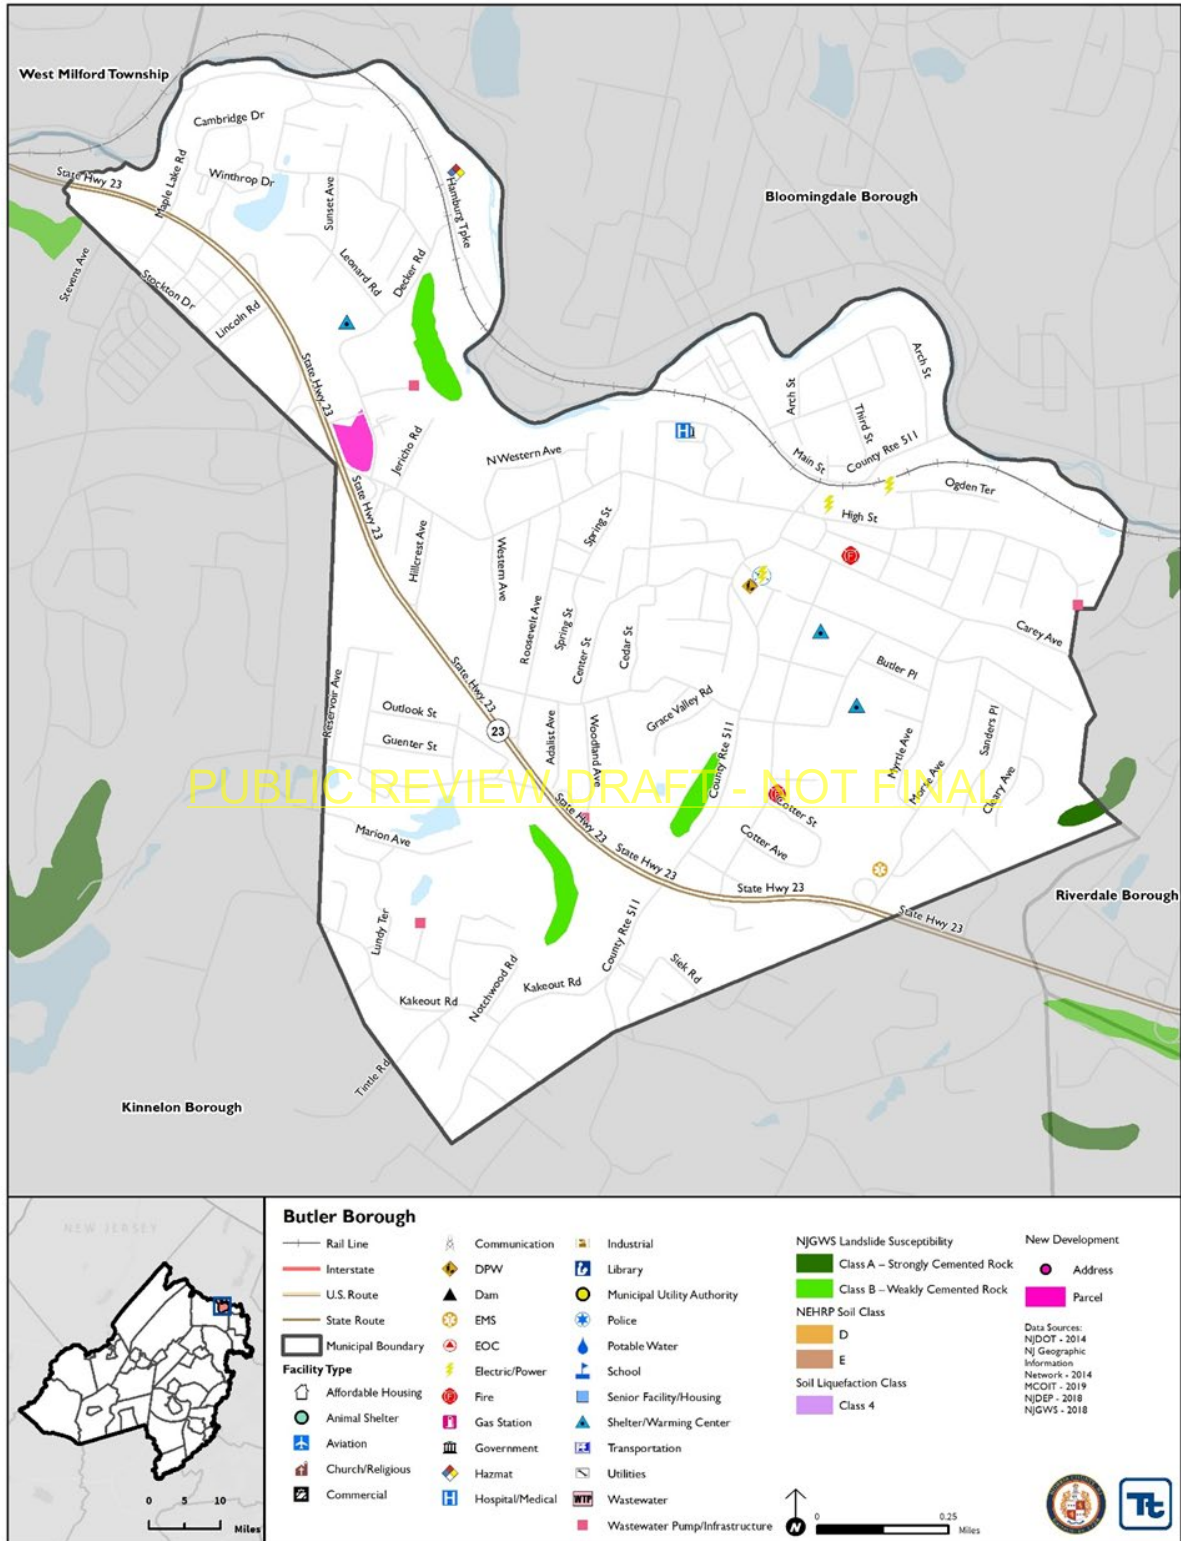 West Milford Township
Cambridge Dr
State Hwy 23
Maple Lake Rd
Winthrop Dr
Sunset Ave
Hamburg Tpke
Bloomingdale Borough
Stevens Ave
Stockton Dr
Lincoln Rd
Leonard Rd
Decker Rd
State Hwy 23
Arch St
Arch St
Third St
Jericho Rd
N Western Ave
Main St
County Rte 511
Ogden Ter
State Hwy 23
High St
Spring St
Hillcrest Ave
Western Ave
Roosevelt Ave
Spring St
Center St
Cedar St
Carey Ave
Butler Pl
State Hwy 23
Reservoir Ave
Outlook St
Guenter St
23
Adalist Ave
Woodland Ave
Grace Valley Rd
County Rte 511
Myrtle Ave
Morse Ave
Sanders Pl
Cleary Ave
PUBLIC REVIEW DRAFT - NOT FINAL
Marion Ave
State Hwy 23
State Hwy 23
Cotter St
Cotter Ave
State Hwy 23
State Hwy 23
Riverdale Borough
Lundy Ter
County Rte 511
Siek Rd
Kakeout Rd
Notchwood Rd
Kakeout Rd
Tintle Rd
Kinnelon Borough
NEW JERSEY
0 5 10
Miles
Butler Borough
Rail Line
Interstate
U.S. Route
State Route
Municipal Boundary
Facility Type
Affordable Housing
Animal Shelter
Aviation
Church/Religious
Commercial
Communication
DPW
Dam
EMS
EOC
Electric/Power
Fire
Gas Station
Government
Hazmat
Hospital/Medical
Industrial
Library
Municipal Utility Authority
Police
Potable Water
School
Senior Facility/Housing
Shelter/Warming Center
Transportation
Utilities
WTP Wastewater
Wastewater Pump/Infrastructure
NJGWS Landslide Susceptibility
Class A – Strongly Cemented Rock
Class B – Weakly Cemented Rock
NEHRP Soil Class
D
E
Soil Liquefaction Class
Class 4
New Development
Address
Parcel
Data Sources:
NJDOT - 2014
NJ Geographic
Information
Network - 2014
MCOIT - 2019
NJDEP - 2018
NJGWS - 2018
N
0 0.25
Miles
Tt